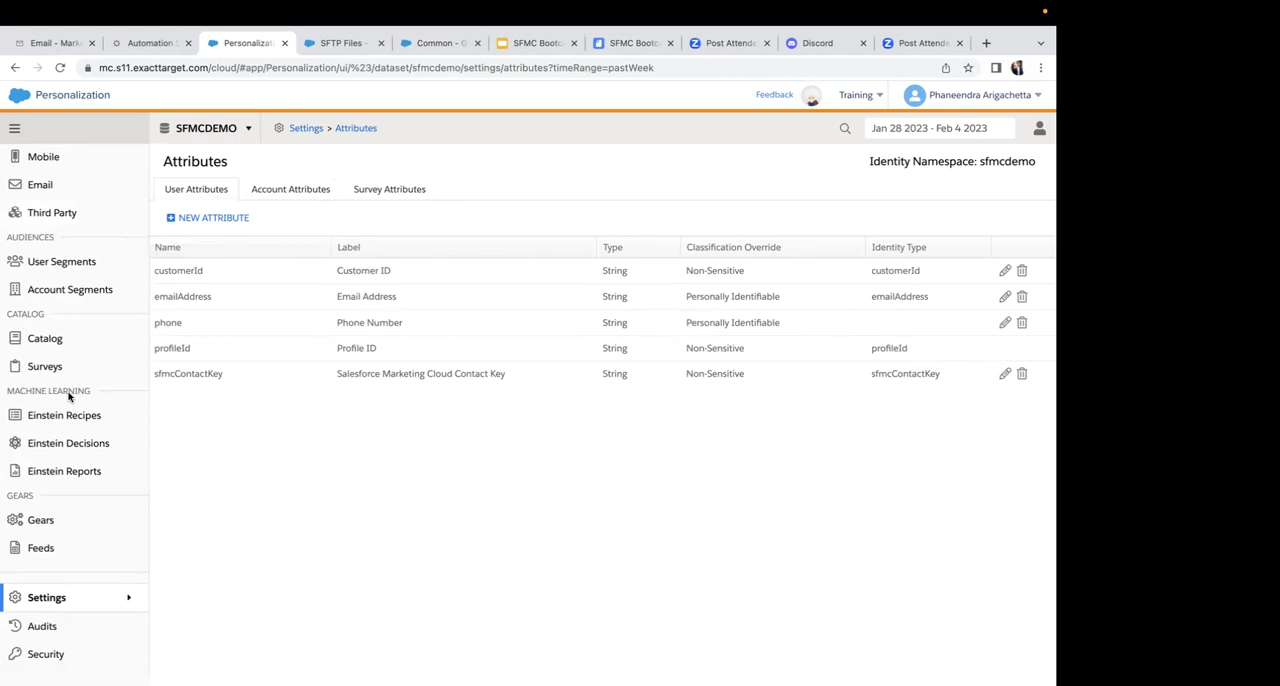 Email - Mark
Automation
Personalizat
SFTP Files -
Common - G
SFMC Bootc
SFMC Bootc
Post Attende
Discord
Post Attende
mc.s11.exacttarget.com/cloud/#app/Personalization/ui/%23/dataset/sfmcdemo/settings/attributes?timeRange=pastWeek
Personalization
Feedback
Training
Phaneendra Arigachetta
SFMCDEMO
Settings > Attributes
Jan 28 2023 - Feb 4 2023
Mobile
Email
Third Party
AUDIENCES
User Segments
Account Segments
CATALOG
Catalog
Surveys
MACHINE LEARNING
Einstein Recipes
Einstein Decisions
Einstein Reports
GEARS
Gears
Feeds
Settings
Audits
Security
Attributes
Identity Namespace: sfmcdemo
User Attributes Account Attributes Survey Attributes
NEW ATTRIBUTE
Name Label Type Classification Override Identity Type
customerId Customer ID String Non-Sensitive customerId
emailAddress Email Address String Personally Identifiable emailAddress
phone Phone Number String Personally Identifiable
profileId Profile ID String Non-Sensitive profileId
sfmcContactKey Salesforce Marketing Cloud Contact Key String Non-Sensitive sfmcContactKey